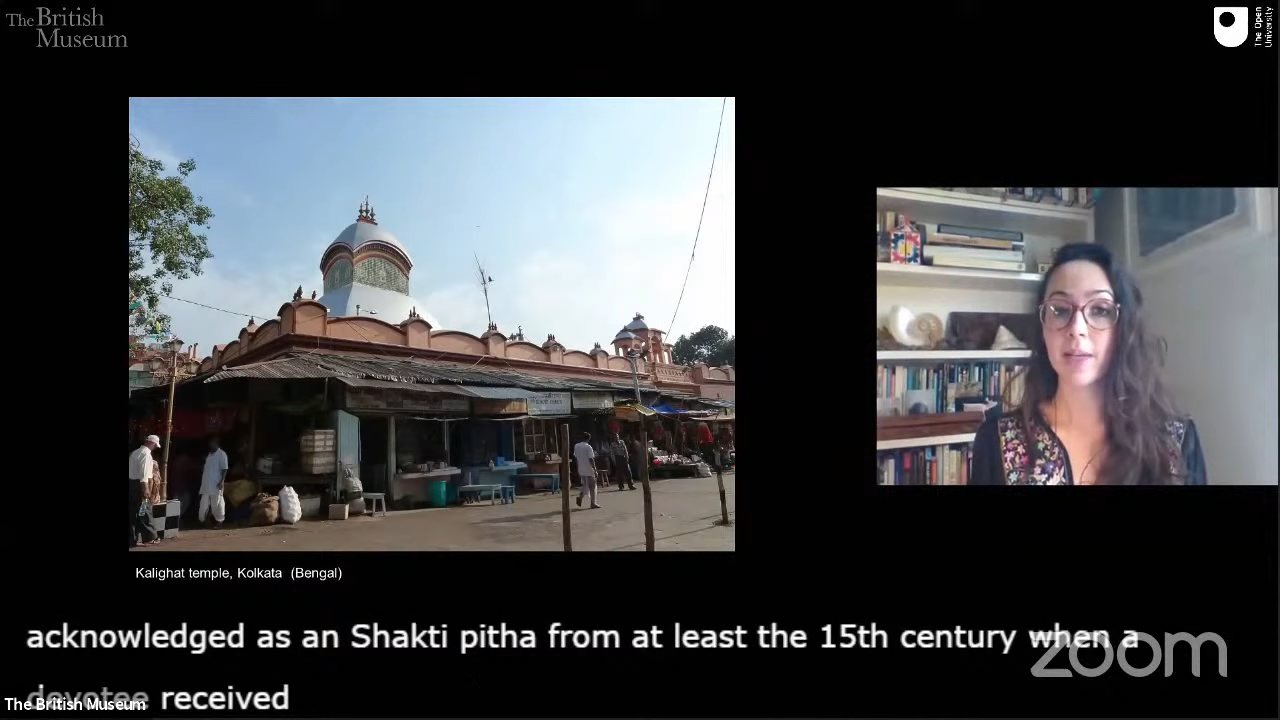 The British
Museum
The Open
University
Kalighat temple, Kolkata (Bengal)
acknowledged as an Shakti pitha from at least the 15th century when a
zoom
devotee received
The British Museum